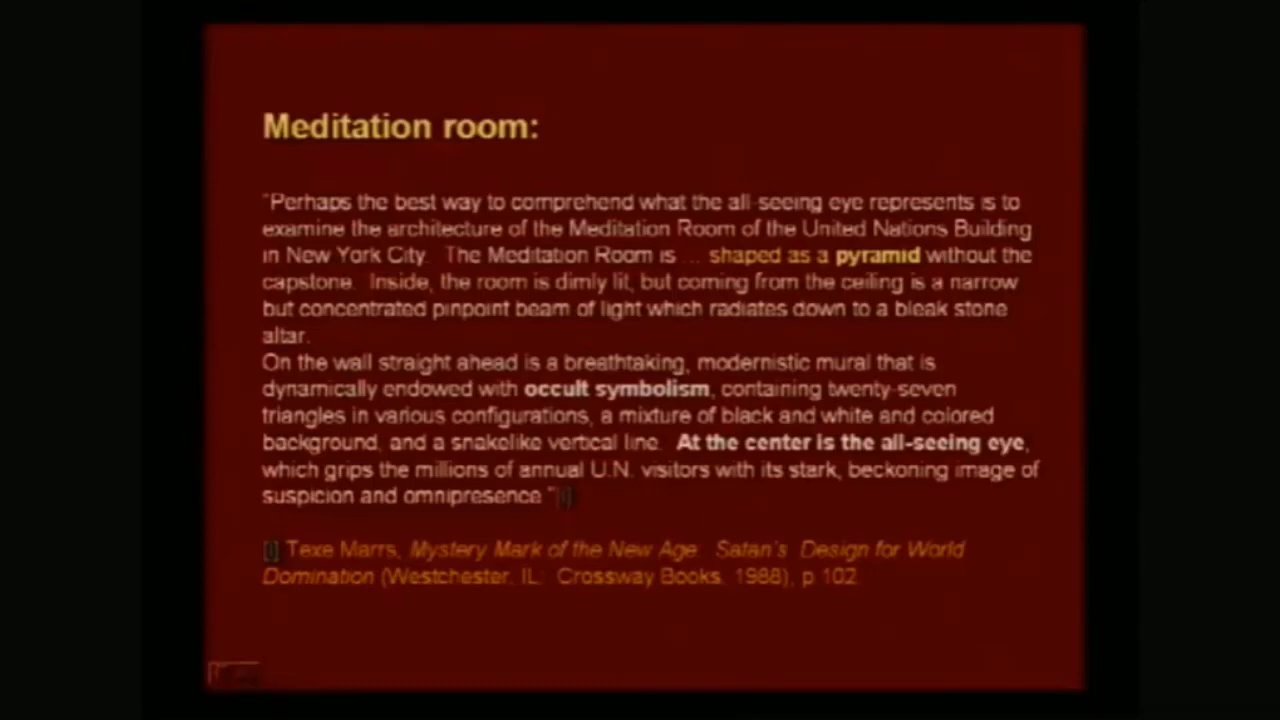 Meditation room:
"Perhaps the best way to comprehend what the all-seeing eye represents is to
examine the architecture of the Meditation Room of the United Nations Building
in New York City. The Meditation Room is ... shaped as a pyramid without the
capstone. Inside, the room is dimly lit, but coming from the ceiling is a narrow
but concentrated pinpoint beam of light which radiates down to a bleak stone
altar.
On the wall straight ahead is a breathtaking, modernistic mural that is
dynamically endowed with occult symbolism, containing twenty-seven
triangles in various configurations, a mixture of black and white and colored
background, and a snakelike vertical line. At the center is the all-seeing eye,
which grips the millions of annual U.N. visitors with its stark, beckoning image of
suspicion and omnipresence."[i]
[i] Texe Marrs, Mystery Mark of the New Age: Satan's Design for World
Domination (Westchester, IL: Crossway Books, 1988), p.102.